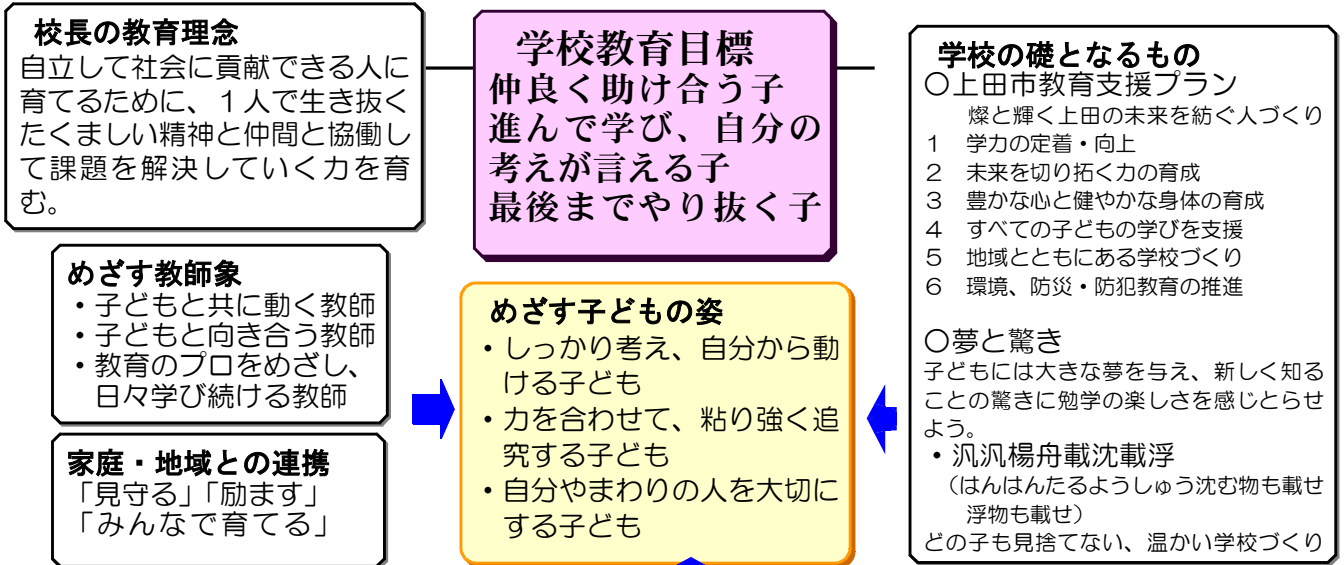 校長の教育理念
自立して社会に貢献できる人に
育てるために、１人で生き抜く
たくましい精神と仲間と協働し
て課題を解決していく力を育
む。
学校教育目標
仲良く助け合う子
進んで学び、自分の
考えが言える子
最後までやり抜く子
学校の礎となるもの
〇上田市教育支援プラン
燦と輝く上田の未来を紡ぐ人づくり
１　学力の定着・向上
２　未来を切り拓く力の育成
３　豊かな心と健やかな身体の育成
４　すべての子どもの学びを支援
５　地域とともにある学校づくり
６　環境、防災・防犯教育の推進
〇夢と驚き
子どもには大きな夢を与え、新しく知る
ことの驚きに勉学の楽しさを感じとらせ
よう。
・汎汎楊舟載沈載浮
（はんはんたるようしゅう沈む物も載せ
浮物も載せ）
どの子も見捨てない、温かい学校づくり
めざす教師象
・子どもと共に動く教師
・子どもと向き合う教師
・教育のプロをめざし、
日々学び続ける教師
めざす子どもの姿
・しっかり考え、自分から動
ける子ども
・力を合わせて、粘り強く追
究する子ども
・自分やまわりの人を大切に
する子ども
家庭・地域との連携
「見守る」「励ます」
「みんなで育てる」